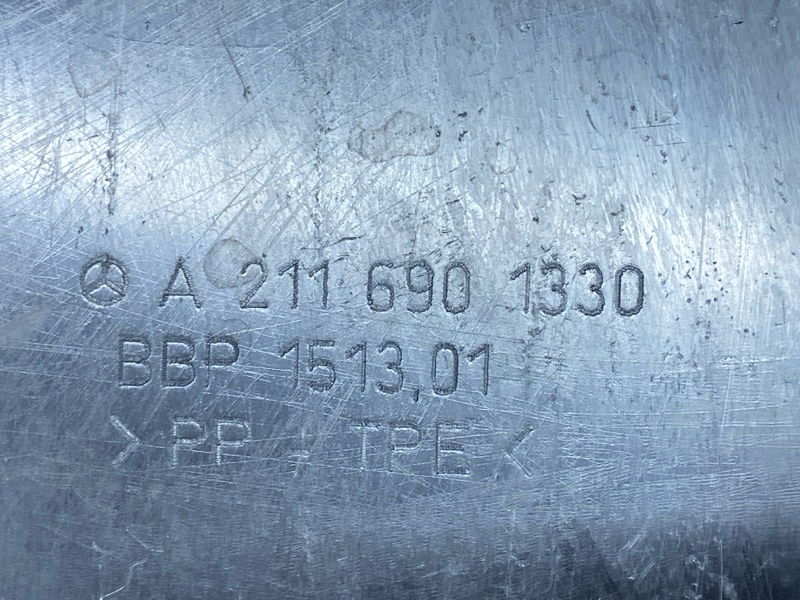 A 211 690 1330
BBP 1513,01
>PP + TPE<